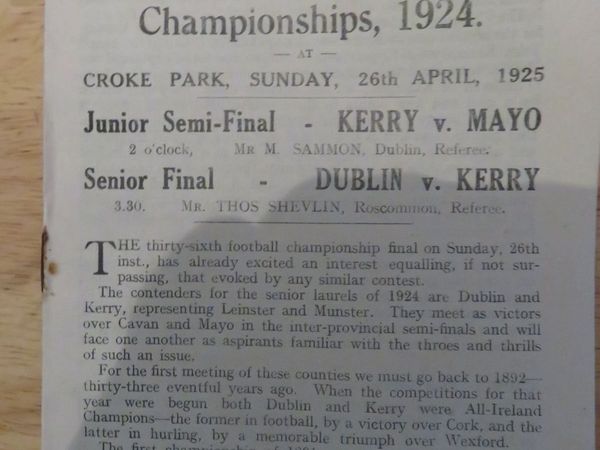 Championships, 1924.
— AT —
CROKE PARK, SUNDAY, 26th APRIL, 1925
Junior Semi-Final - KERRY v. MAYO
2 o'clock, MR M. SAMMON, Dublin, Referee.
Senior Final - DUBLIN v. KERRY
3.30. MR. THOS SHEVLIN, Roscommon, Referee.
THE thirty-sixth football championship final on Sunday, 26th
inst., has already excited an interest equalling, if not sur-
passing, that evoked by any similar contest.
The contenders for the senior laurels of 1924 are Dublin and
Kerry, representing Leinster and Munster. They meet as victors
over Cavan and Mayo in the inter-provincial semi-finals and will
face one another as aspirants familiar with the throes and thrills
of such an issue.
For the first meeting of these counties we must go back to 1892—
thirty-three eventful years ago. When the competitions for that
year were begun both Dublin and Kerry were All-Ireland
Champions—the former in football, by a victory over Cork, and the
latter in hurling, by a memorable triumph over Wexford.
The first championship of